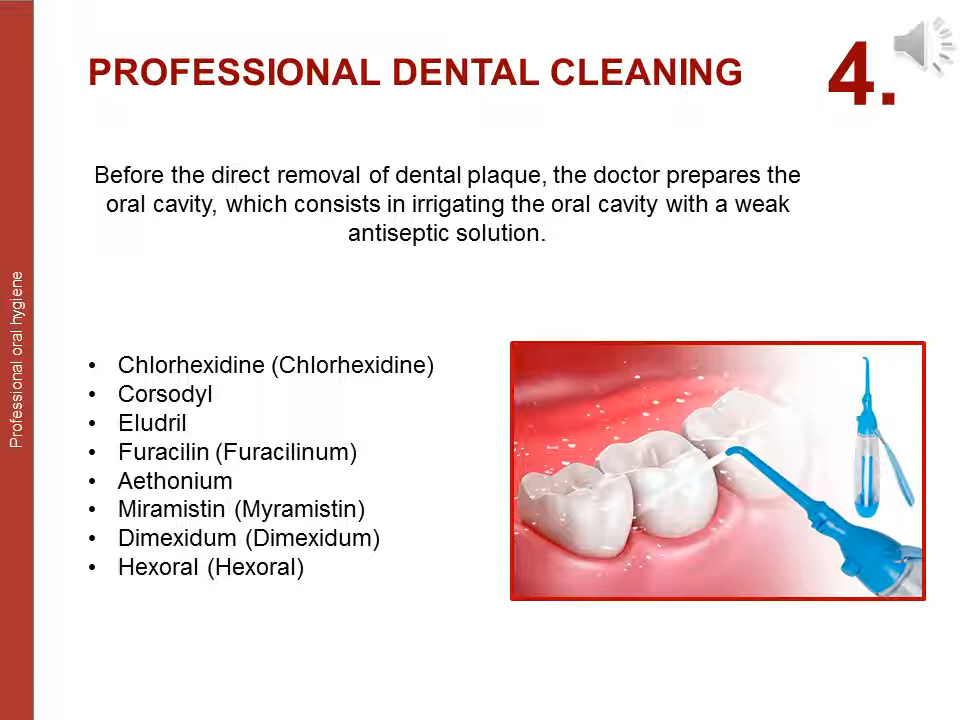 PROFESSIONAL DENTAL CLEANING
4.
Before the direct removal of dental plaque, the doctor prepares the
oral cavity, which consists in irrigating the oral cavity with a weak
antiseptic solution.
Professional oral hygiene
• Chlorhexidine (Chlorhexidine)
• Corsodyl
• Eludril
• Furacilin (Furacilinum)
• Aethonium
• Miramistin (Myramistin)
• Dimexidum (Dimexidum)
• Hexoral (Hexoral)